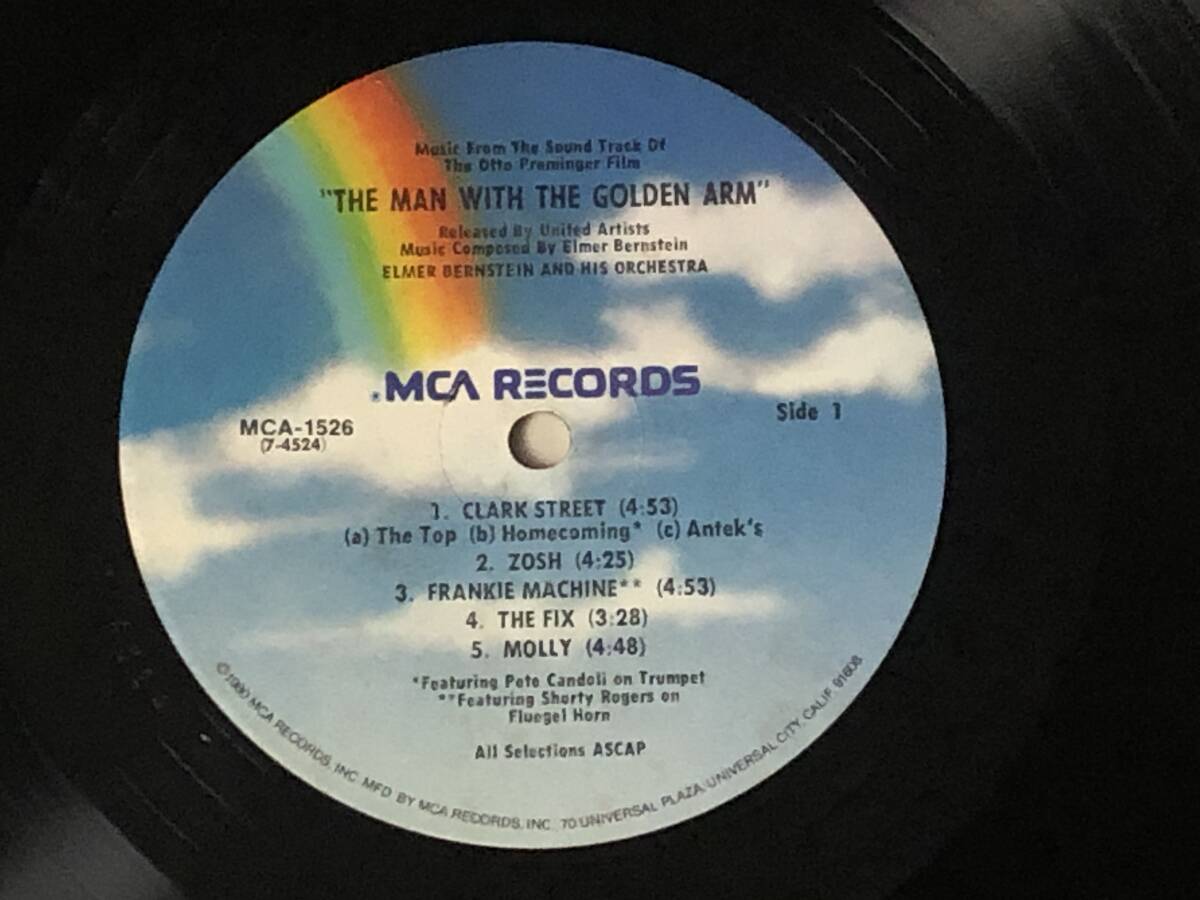 Music From The Sound Track Of
The Otto Preminger Film
"THE MAN WITH THE GOLDEN ARM"
Released By United Artists
Music Composed By Elmer Bernstein
ELMER BERNSTEIN AND HIS ORCHESTRA
MCA RECORDS
MCA-1526
(7-4524)
Side 1
1. CLARK STREET (4:53)
(a) The Top (b) Homecoming* (c) Antek's
2. ZOSH (4:25)
3. FRANKIE MACHINE** (4:53)
4. THE FIX (3:28)
5. MOLLY (4:48)
*Featuring Pete Candoli on Trumpet
**Featuring Shorty Rogers on
Fluegel Horn
All Selections ASCAP
©1980 MCA RECORDS, INC. MFD BY MCA RECORDS, INC. 70 UNIVERSAL PLAZA, UNIVERSAL CITY, CALIF. 91608